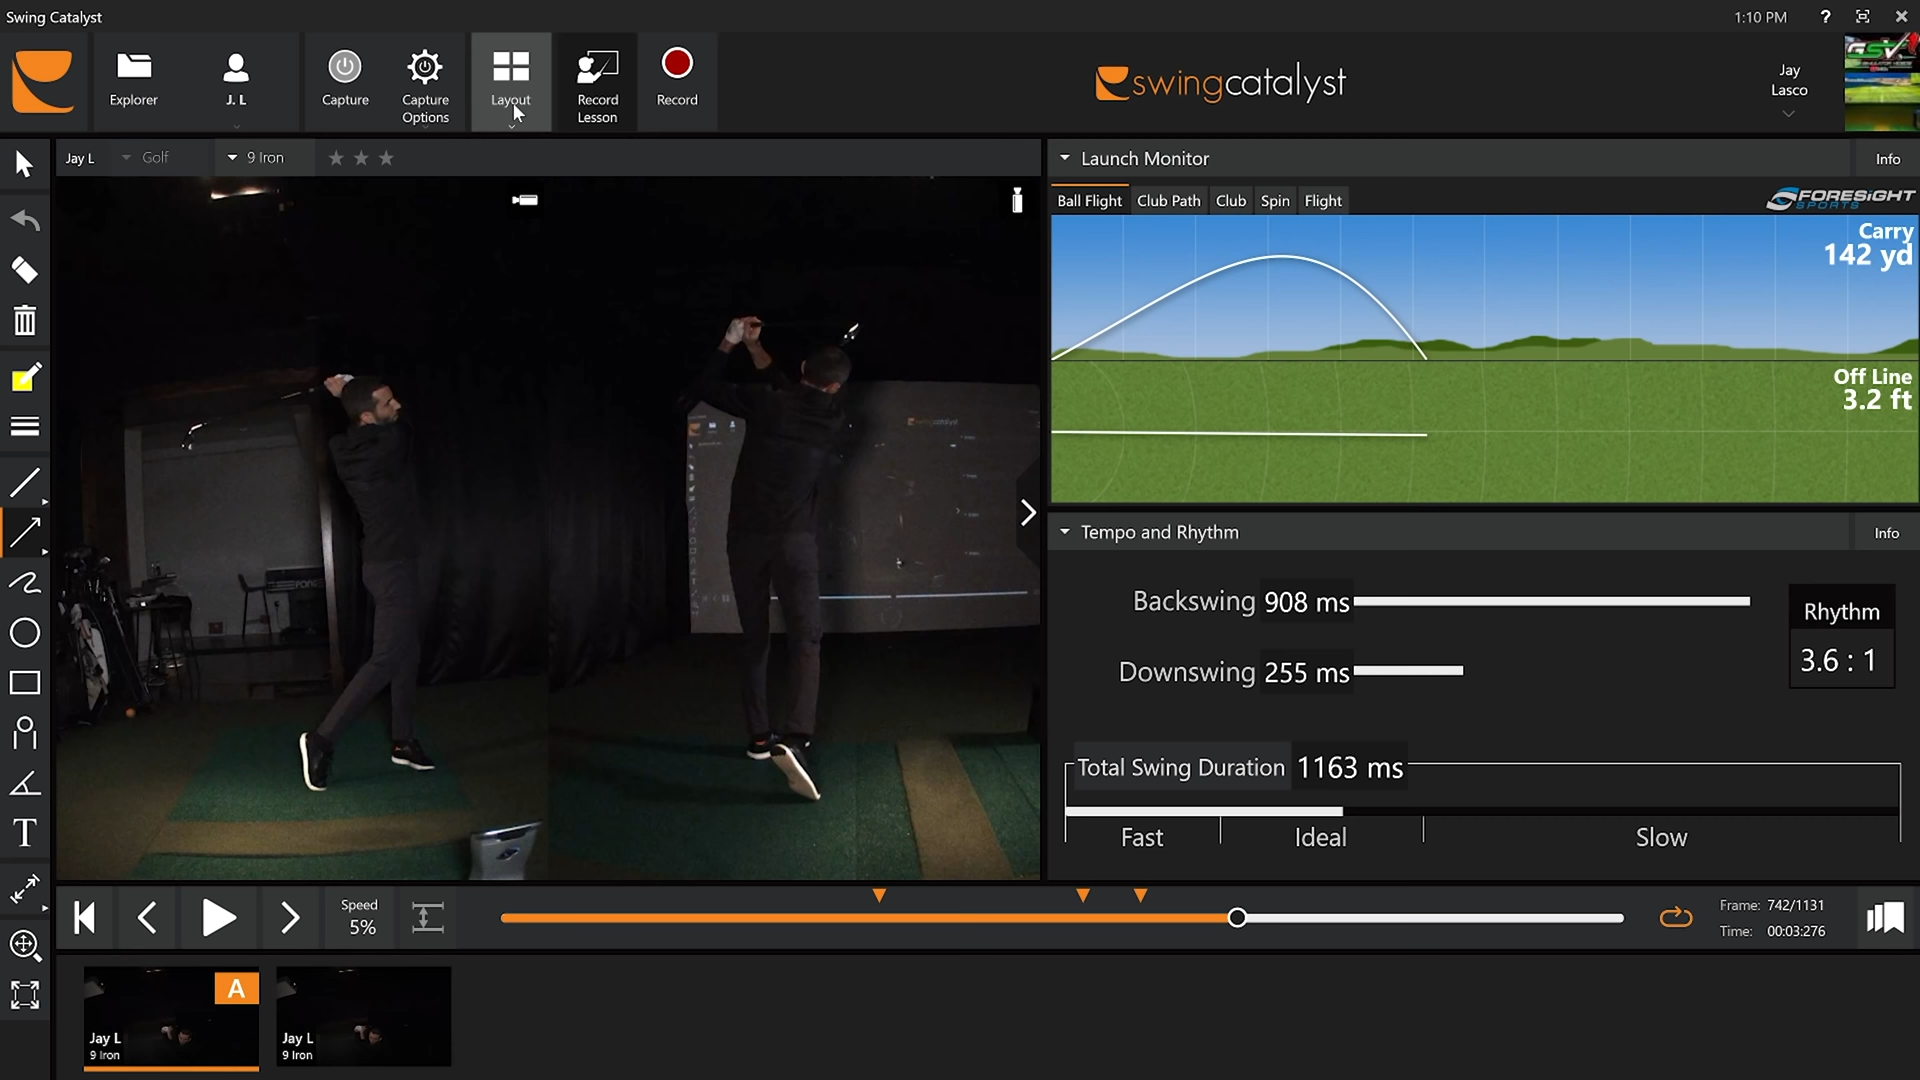 Swing Catalyst
1:10 PM
?
Explorer
J. L
Capture
Capture
Options
Layout
Record
Lesson
Record
swingcatalyst
Jay
Lasco
GSV
Jay L
Golf
9 Iron
Launch Monitor
Info
Ball Flight
Club Path
Club
Spin
Flight
FORESIGHT
SPORTS
Carry
142 yd
Off Line
3.2 ft
swingcatalyst
Tempo and Rhythm
Info
Backswing 908 ms
Downswing 255 ms
Rhythm
3.6 : 1
Total Swing Duration 1163 ms
Fast
Ideal
Slow
T
Speed
5%
Frame: 742/1131
Time: 00:03:276
A
Jay L
9 Iron
Jay L
9 Iron